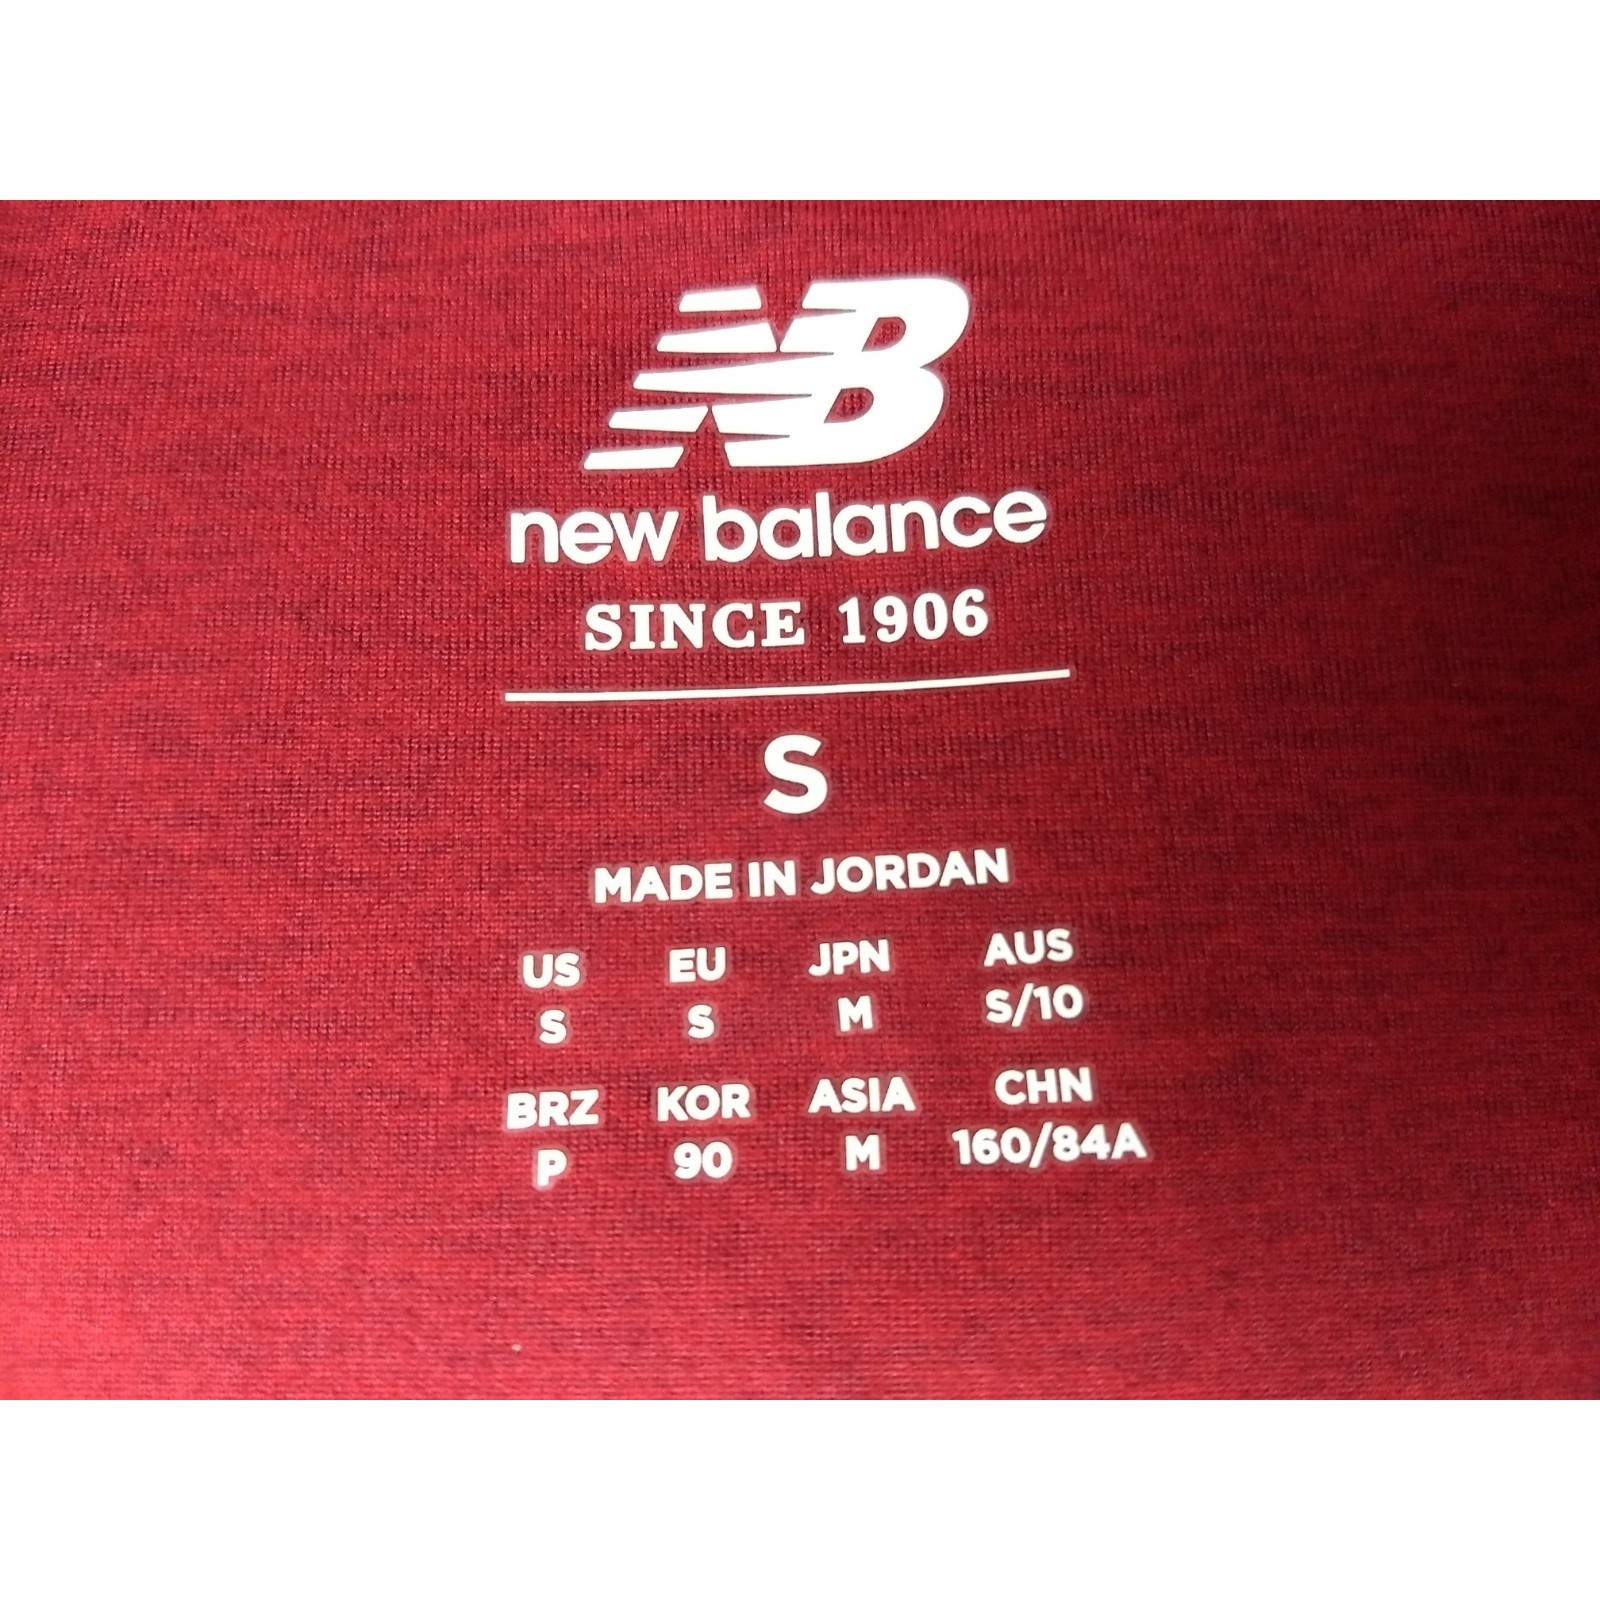 NB
new balance
SINCE 1906
S
MADE IN JORDAN
US EU JPN AUS
S S M S/10
BRZ KOR ASIA CHN
P 90 M 160/84A